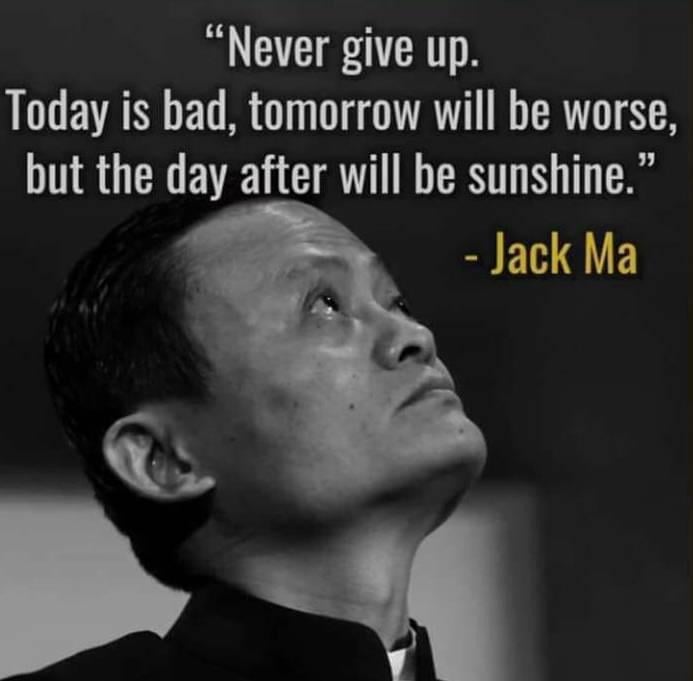 “Never give up.
Today is bad, tomorrow will be worse,
but the day after will be sunshine.”
- Jack Ma